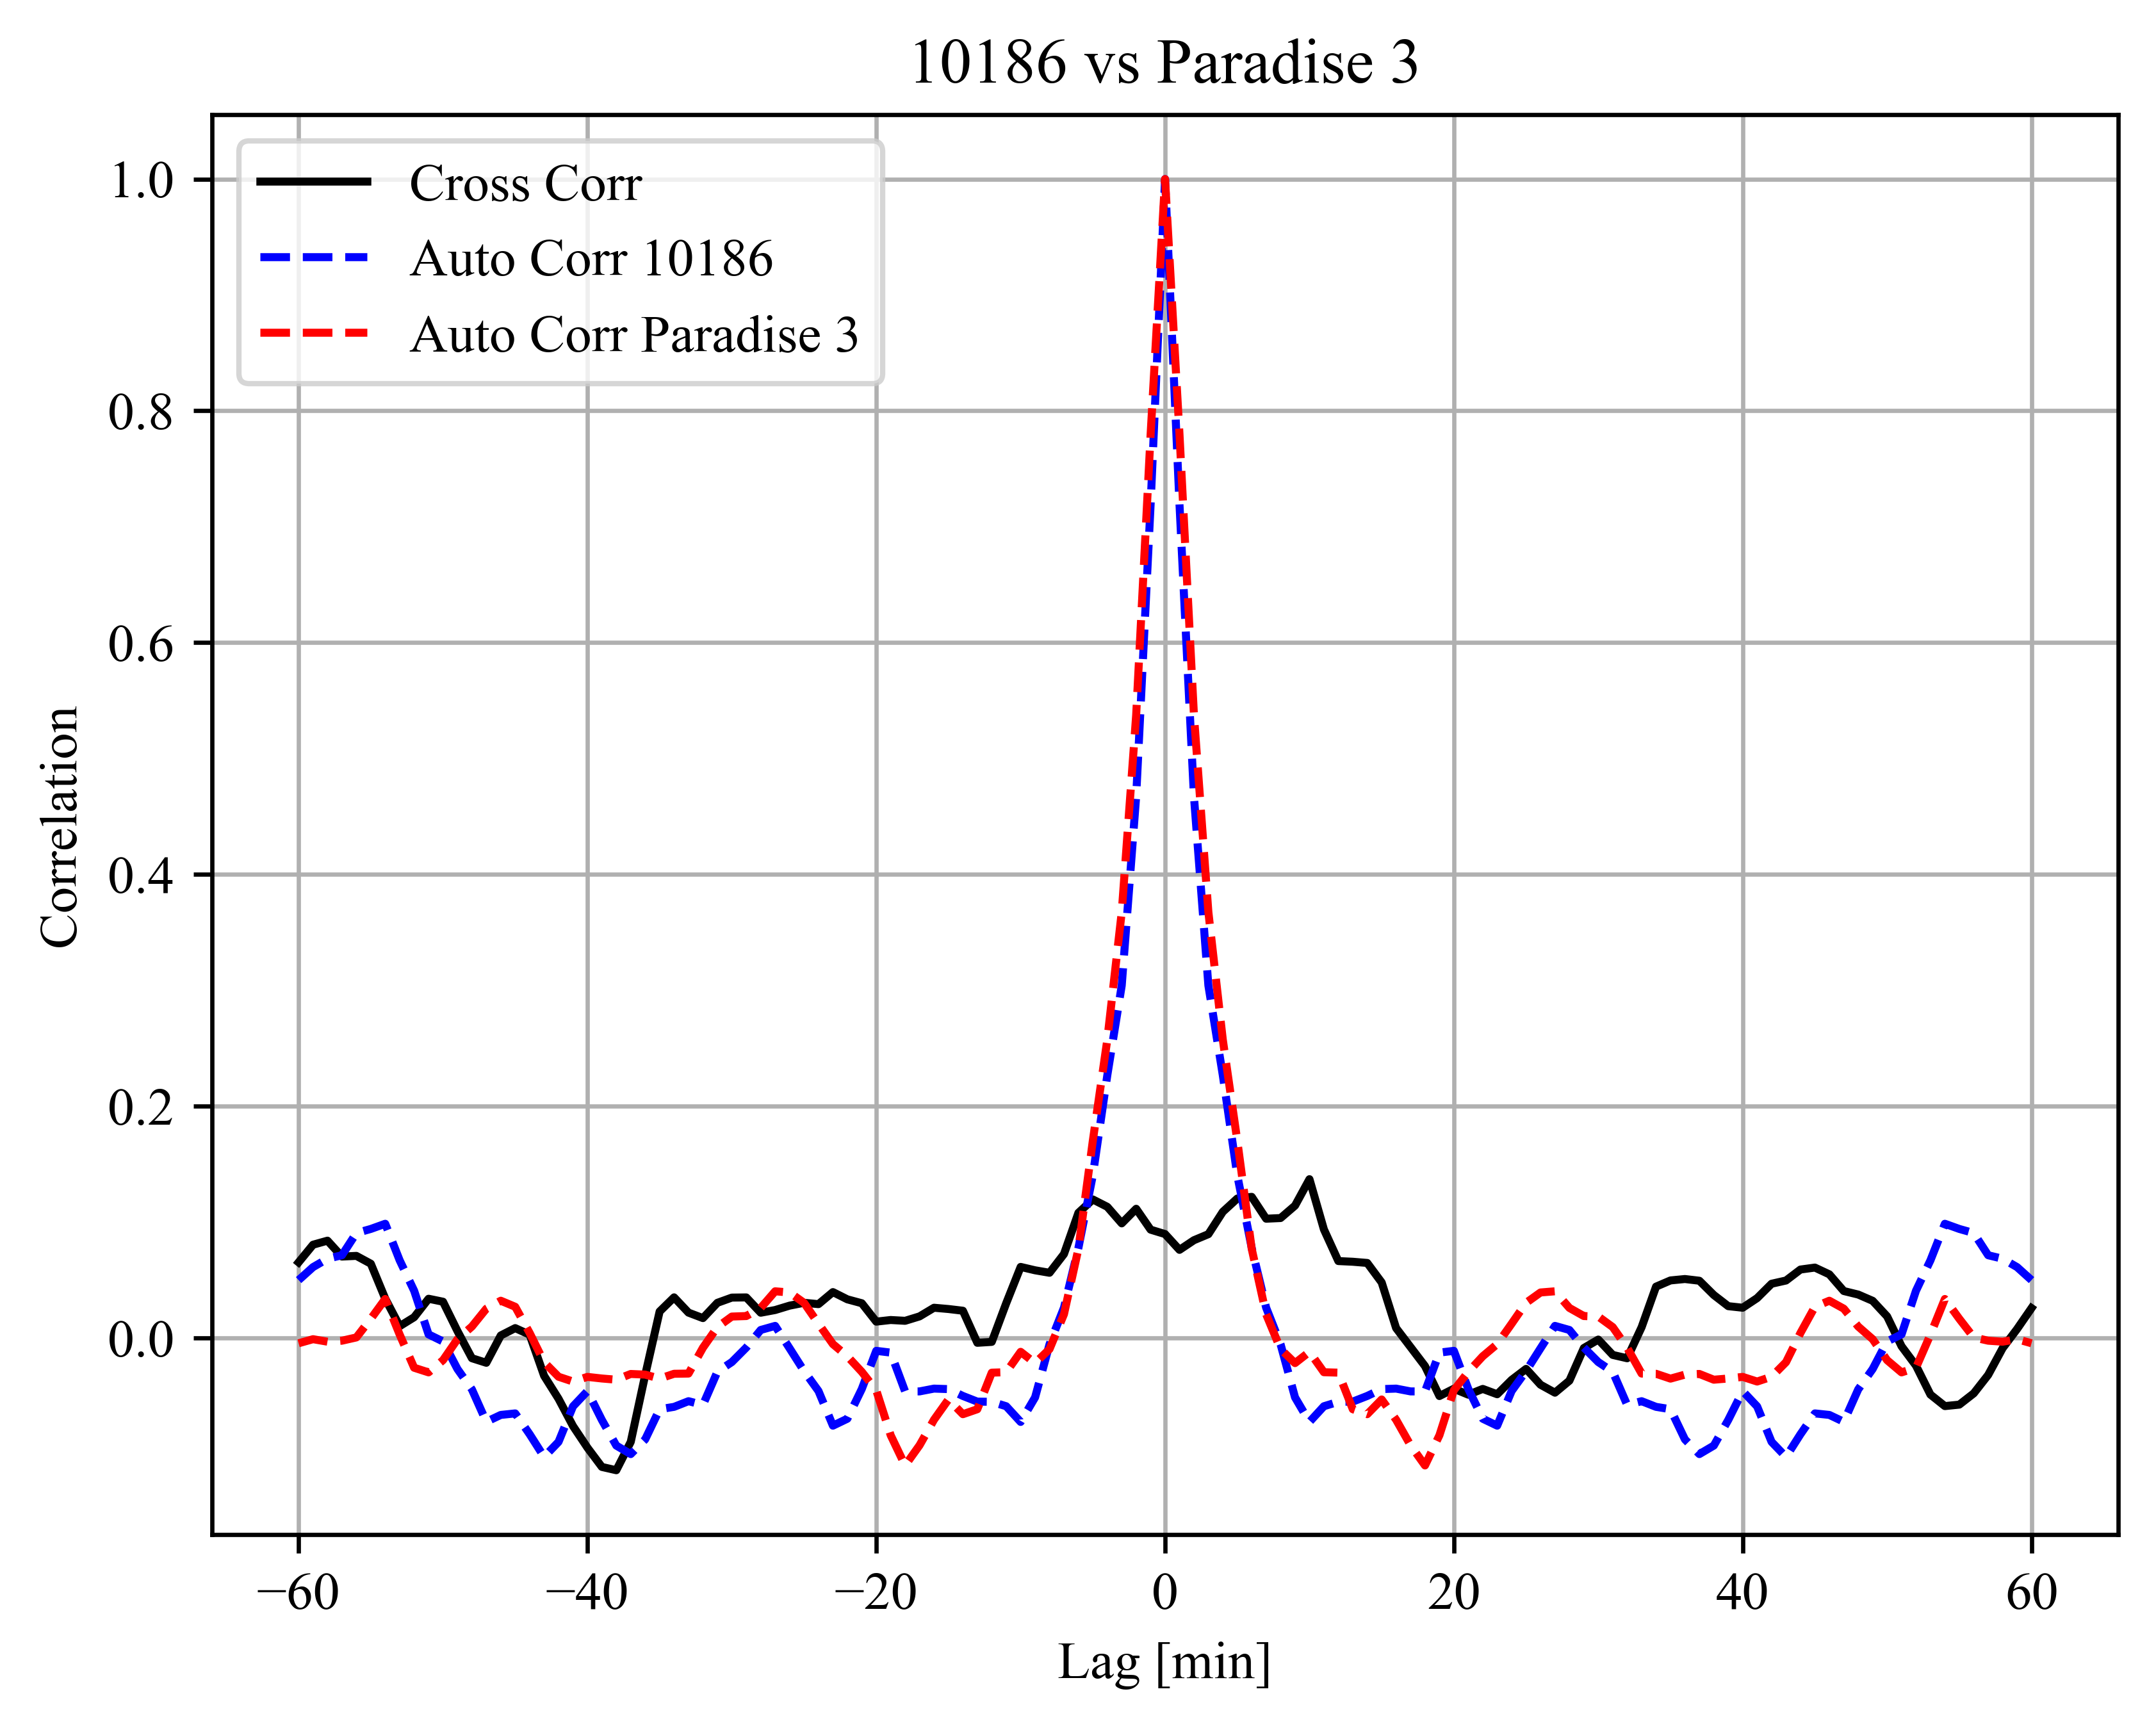 10186 vs Paradise 3
Cross Corr
Auto Corr 10186
Auto Corr Paradise 3
1.0
0.8
0.6
0.4
0.2
0.0
Correlation
−60 −40 −20 0 20 40 60
Lag [min]